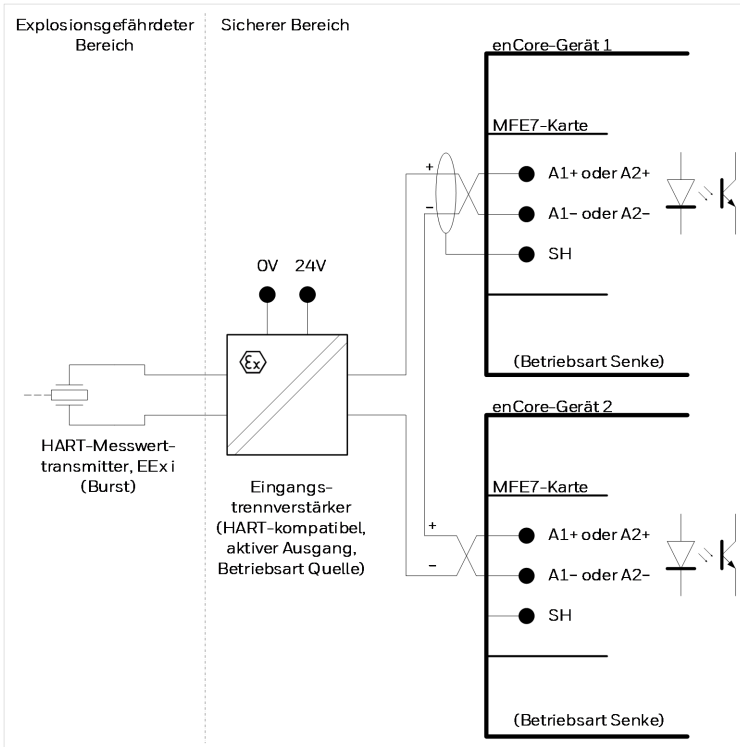 Explosionsgefährdeter
Bereich
Sicherer Bereich
enCore-Gerät 1
MFE7-Karte
+
A1+ oder A2+
–
A1– oder A2–
SH
(Betriebsart Senke)
0V
24V
Ex
HART-Messwert-
transmitter, EEx i
(Burst)
Eingangs-
trennverstärker
(HART-kompatibel,
aktiver Ausgang,
Betriebsart Quelle)
enCore-Gerät 2
MFE7-Karte
+
A1+ oder A2+
–
A1– oder A2–
SH
(Betriebsart Senke)